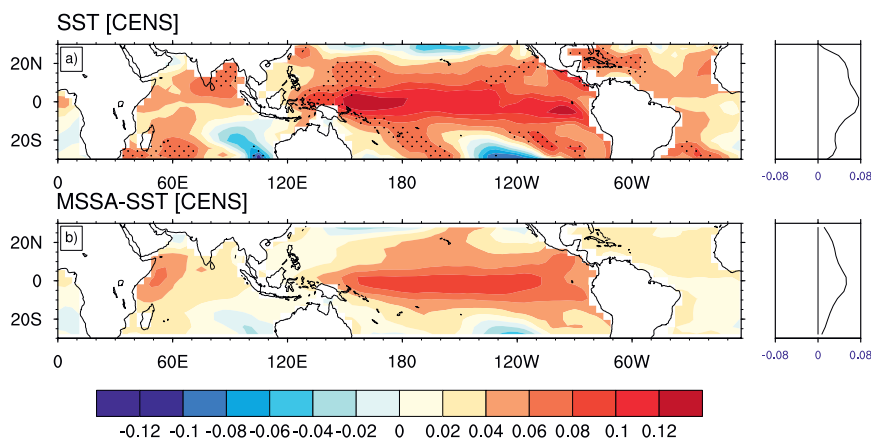 SST [CENS]
a)
20N
0
20S
0 60E 120E 180 120W 60W
-0.08 0 0.08
MSSA-SST [CENS]
b)
20N
0
20S
0 60E 120E 180 120W 60W
-0.08 0 0.08
-0.12 -0.1 -0.08 -0.06 -0.04 -0.02 0 0.02 0.04 0.06 0.08 0.1 0.12